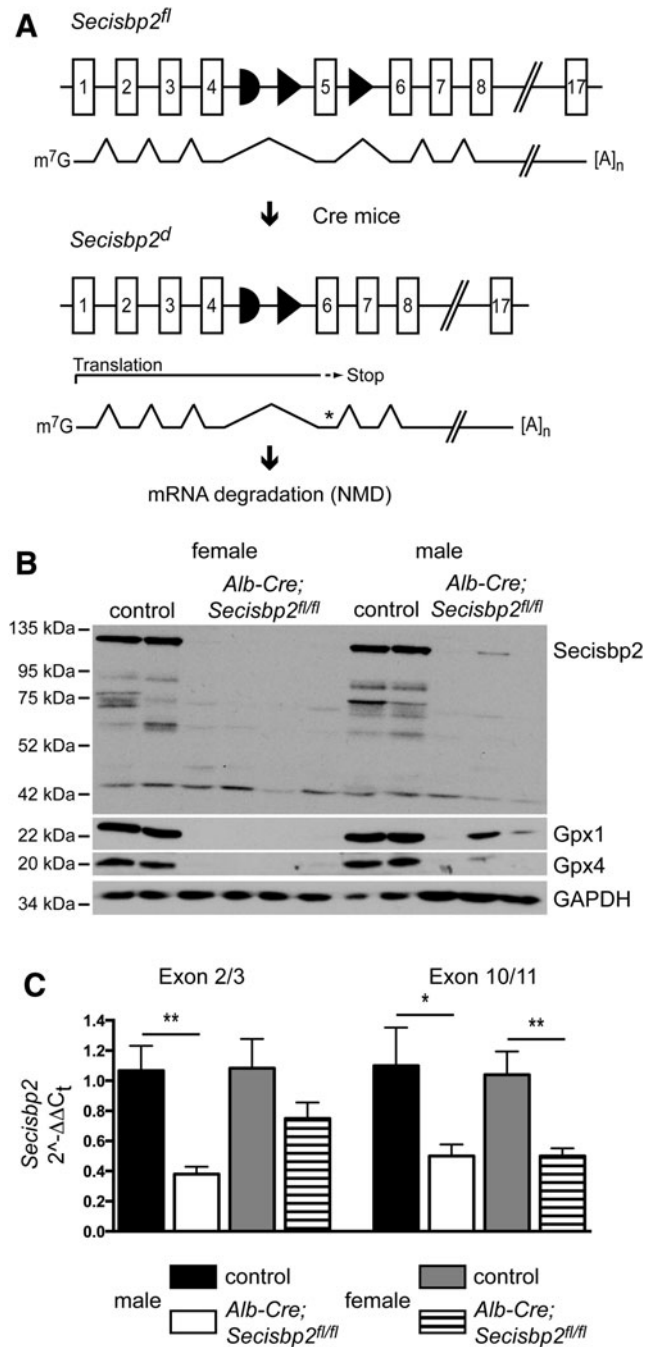 A
Secisbp2fl
1 2 3 4 5 6 7 8 17
m7G [A]n
Cre mice
Secisbp2d
1 2 3 4 6 7 8 17
Translation Stop
*
m7G [A]n
mRNA degradation (NMD)
B
female male
Alb-Cre; Alb-Cre;
control Secisbp2fl/fl control Secisbp2fl/fl
135 kDa
Secisbp2
95 kDa
75 kDa
52 kDa
42 kDa
22 kDa Gpx1
20 kDa Gpx4
34 kDa GAPDH
C
Exon 2/3 Exon 10/11
** * **
Secisbp2
2^-ΔΔCt
1.4
1.2
1.0
0.8
0.6
0.4
0.2
0.0
control control
male female
Alb-Cre; Alb-Cre;
Secisbp2fl/fl Secisbp2fl/fl